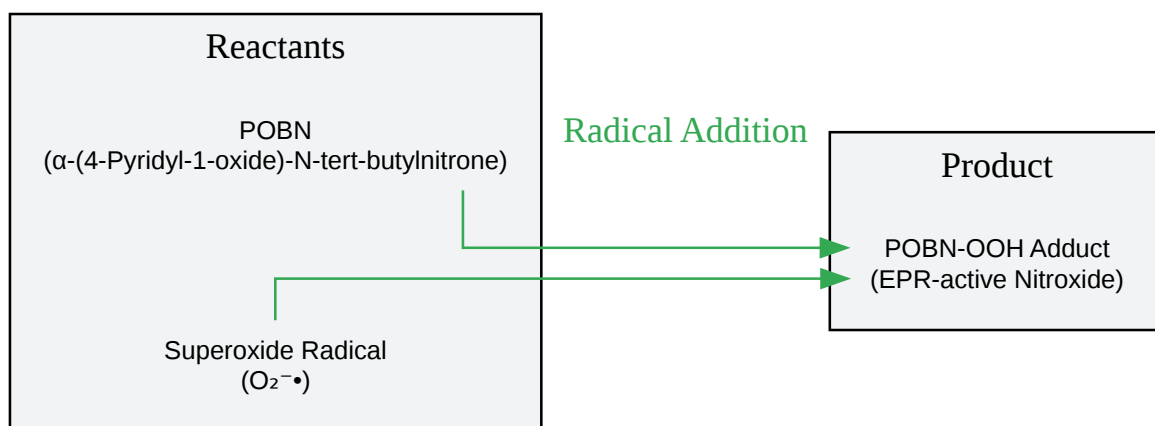 Reactants
POBN
(α-(4-Pyridyl-1-oxide)-N-tert-butylnitrone)
Radical Addition
Product
POBN-OOH Adduct
(EPR-active Nitroxide)
Superoxide Radical
(O₂⁻•)